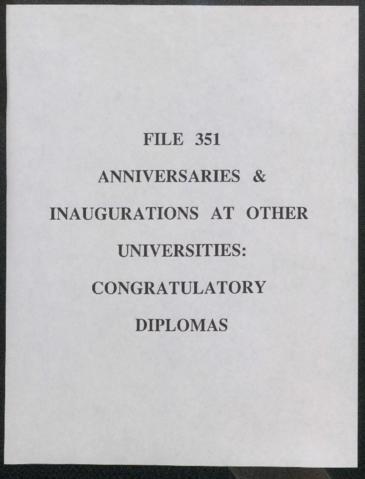 FILE 351
ANNIVERSARIES &
INAUGURATIONS AT OTHER
UNIVERSITIES:
CONGRATULATORY
DIPLOMAS